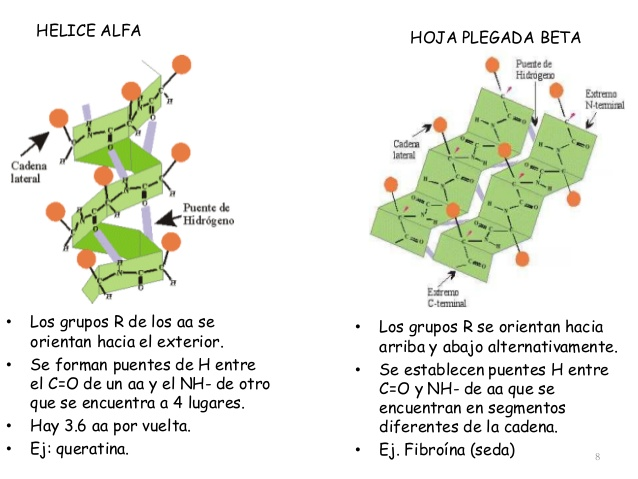 HELICE ALFA
Cadena
lateral
Puente de
Hidrógeno
• Los grupos R de los aa se
orientan hacia el exterior.
• Se forman puentes de H entre
el C=O de un aa y el NH- de otro
que se encuentra a 4 lugares.
• Hay 3.6 aa por vuelta.
• Ej: queratina.
HOJA PLEGADA BETA
Puente de
Hidrógeno
Extremo
N-terminal
Cadena
lateral
Extremo
C-terminal
• Los grupos R se orientan hacia
arriba y abajo alternativamente.
• Se establecen puentes H entre
C=O y NH- de aa que se
encuentran en segmentos
diferentes de la cadena.
• Ej. Fibroína (seda)
8